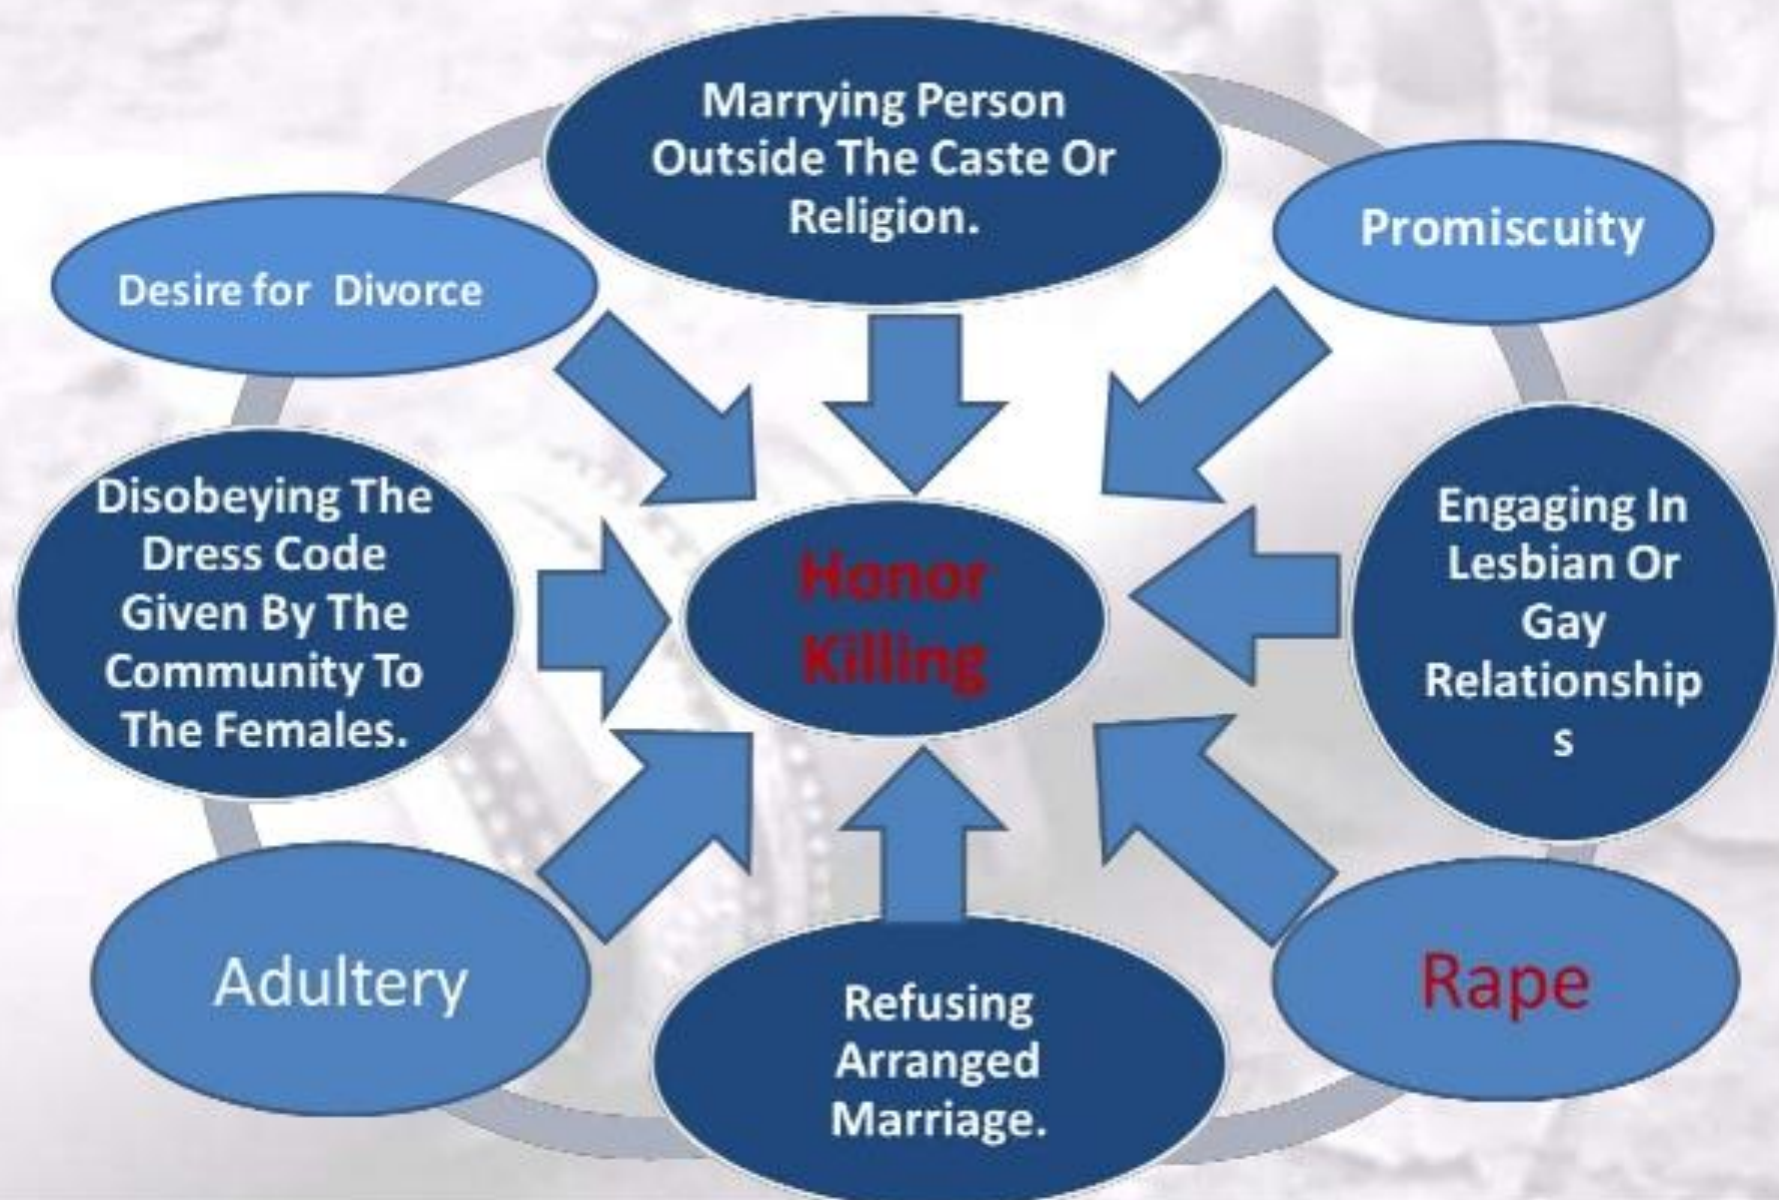 Marrying Person
Outside The Caste Or
Religion.
Promiscuity
Desire for Divorce
Disobeying The
Dress Code
Given By The
Community To
The Females.
Honor
Killing
Engaging In
Lesbian Or
Gay
Relationship
s
Adultery
Refusing
Arranged
Marriage.
Rape